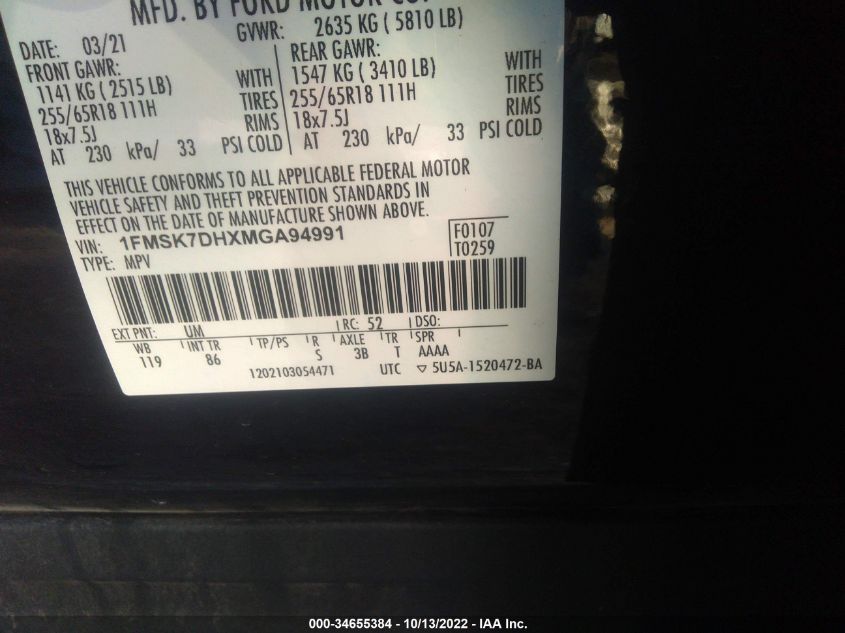 MFD. BY FORD MOTOR CO.
GVWR: 2635 KG ( 5810 LB)
DATE: 03/21
FRONT GAWR:
1141 KG ( 2515 LB)
255/65R18 111H
18x7.5J
WITH
TIRES
RIMS
AT 230 kPa/ 33 PSI COLD
REAR GAWR:
1547 KG ( 3410 LB)
255/65R18 111H
18x7.5J
WITH
TIRES
RIMS
AT 230 kPa/ 33 PSI COLD
THIS VEHICLE CONFORMS TO ALL APPLICABLE FEDERAL MOTOR
VEHICLE SAFETY AND THEFT PREVENTION STANDARDS IN
EFFECT ON THE DATE OF MANUFACTURE SHOWN ABOVE.
VIN: 1FMSK7DHXMGA94991
TYPE: MPV
F0107
T0259
EXT PNT: UM RC: 52 DSO:
WB INT TR TP/PS R AXLE TR SPR
119 86 S 3B T AAAA
1202103054471 UTC ▽ 5U5A-1520472-BA
000-34655384 - 10/13/2022 - IAA Inc.